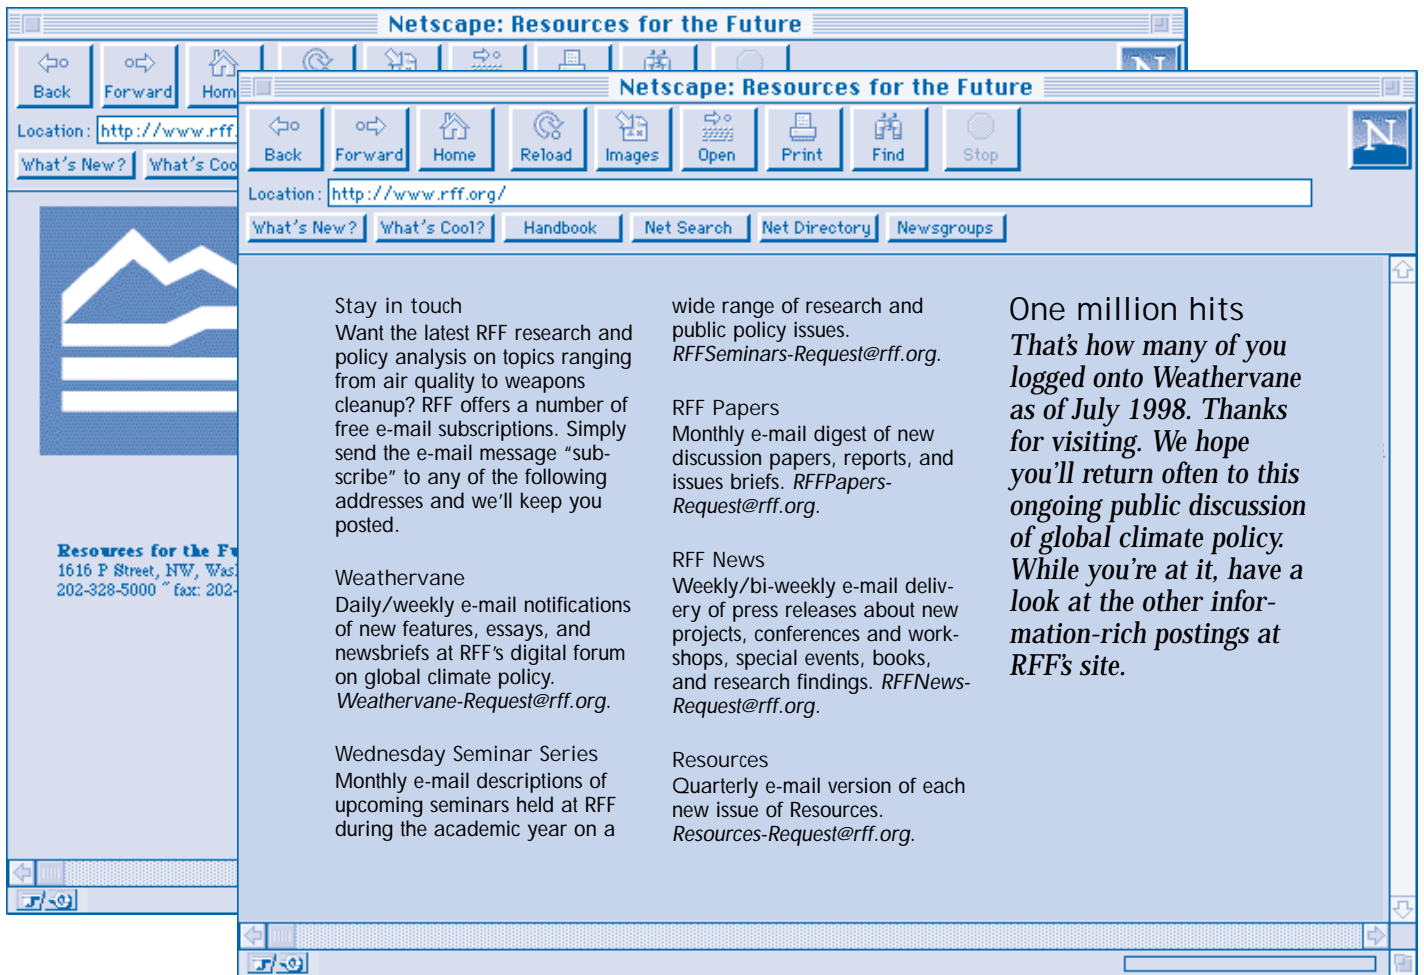 Netscape: Resources for the Future
Back
Forward
Hom
Location: http://www.rff.
What's New?
What's Coo
Resources for the Fu
1616 P Street, NW, Was
202-328-5000 ~ fax: 202-
Netscape: Resources for the Future
Back Forward Home Reload Images Open Print Find Stop
N
Location: http://www.rff.org/
What's New? What's Cool? Handbook Net Search Net Directory Newsgroups
Stay in touch
Want the latest RFF research and
policy analysis on topics ranging
from air quality to weapons
cleanup? RFF offers a number of
free e-mail subscriptions. Simply
send the e-mail message “sub-
scribe” to any of the following
addresses and we’ll keep you
posted.
Weathervane
Daily/weekly e-mail notifications
of new features, essays, and
newsbriefs at RFF’s digital forum
on global climate policy.
Weathervane-Request@rff.org.
Wednesday Seminar Series
Monthly e-mail descriptions of
upcoming seminars held at RFF
during the academic year on a
wide range of research and
public policy issues.
RFFSeminars-Request@rff.org.
RFF Papers
Monthly e-mail digest of new
discussion papers, reports, and
issues briefs. RFFPapers-
Request@rff.org.
RFF News
Weekly/bi-weekly e-mail deliv-
ery of press releases about new
projects, conferences and work-
shops, special events, books,
and research findings. RFFNews-
Request@rff.org.
Resources
Quarterly e-mail version of each
new issue of Resources.
Resources-Request@rff.org.
One million hits
That’s how many of you
logged onto Weathervane
as of July 1998. Thanks
for visiting. We hope
you’ll return often to this
ongoing public discussion
of global climate policy.
While you’re at it, have a
look at the other infor-
mation-rich postings at
RFF’s site.